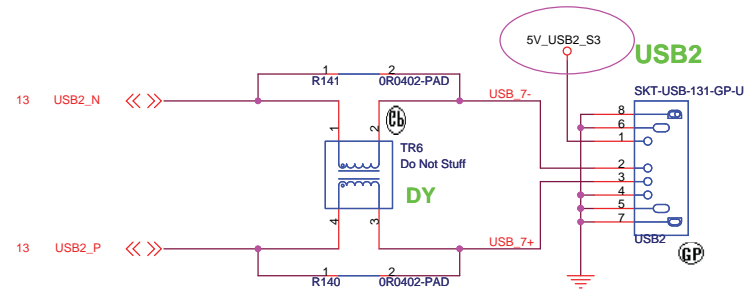 5V_USB2_S3
USB2
1 2
R141 0R0402-PAD
SKT-USB-131-GP-U
13 USB2_N
USB_7-
8
6
1
1 2
TR6
Do Not Stuff
DY
2
3
4
5
7
4 3
13 USB2_P
USB_7+
USB2
GP
1 2
R140 0R0402-PAD